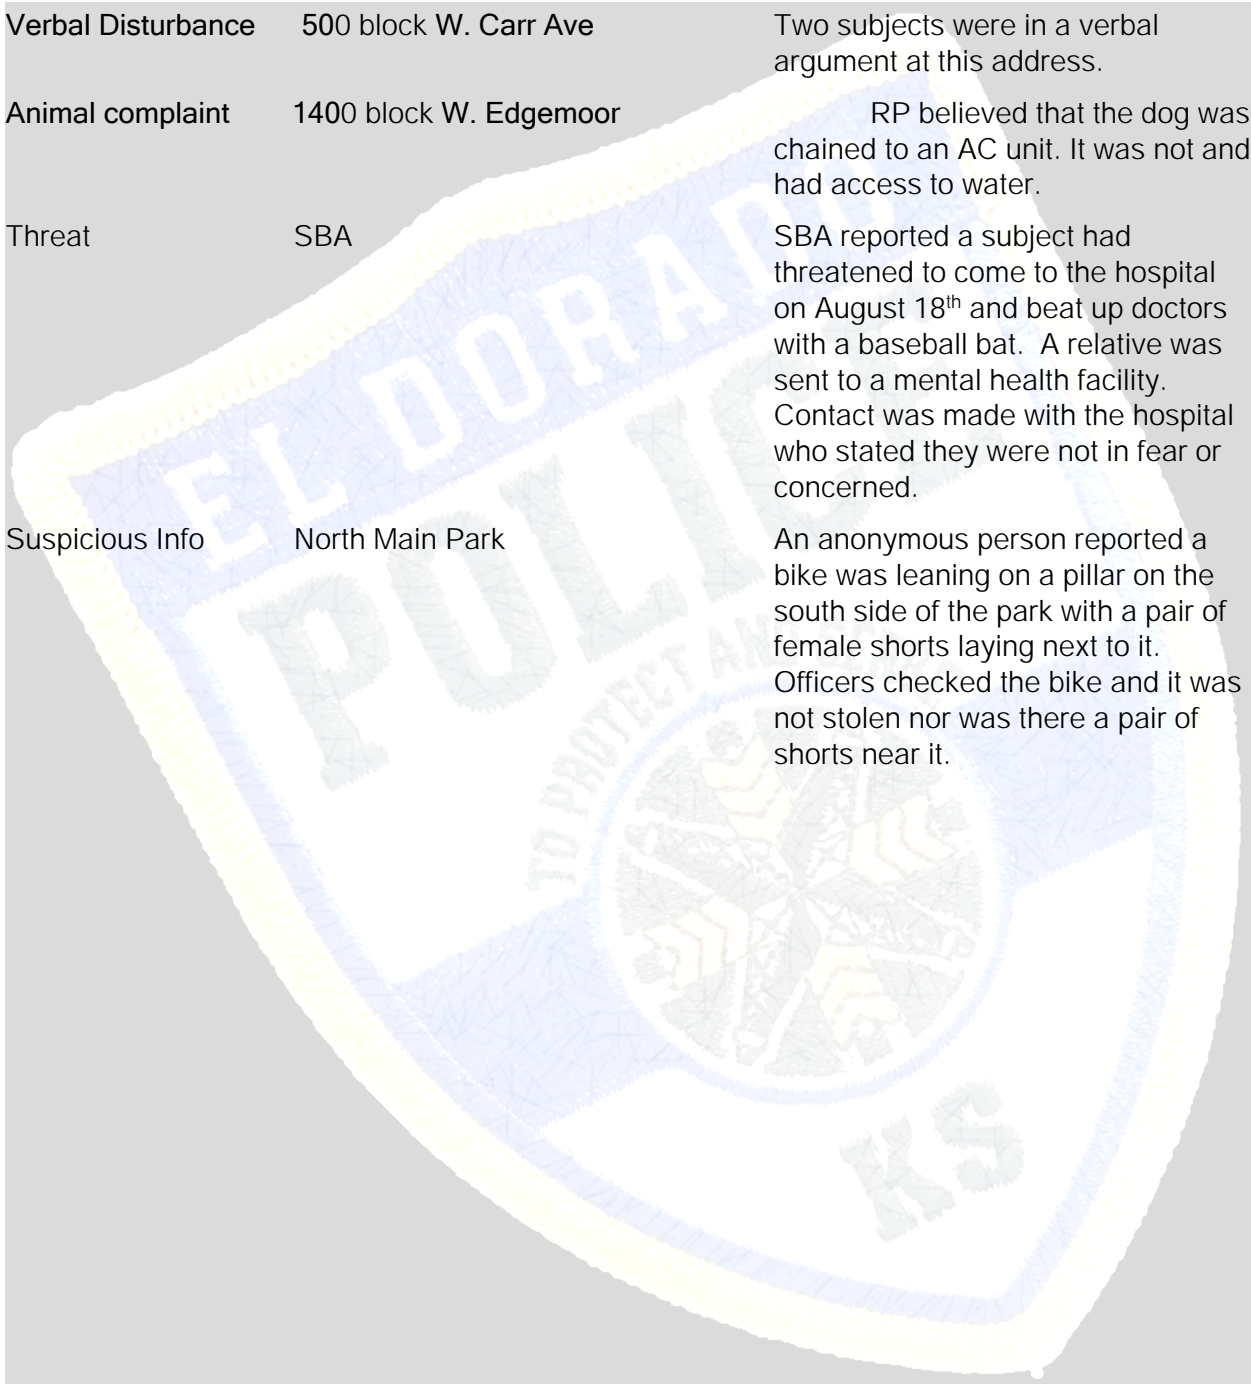 Verbal Disturbance 500 block W. Carr Ave Two subjects were in a verbal
argument at this address.
Animal complaint 1400 block W. Edgemoor RP believed that the dog was
chained to an AC unit. It was not and
had access to water.
Threat SBA SBA reported a subject had
threatened to come to the hospital
on August 18th and beat up doctors
with a baseball bat. A relative was
sent to a mental health facility.
Contact was made with the hospital
who stated they were not in fear or
concerned.
Suspicious Info North Main Park An anonymous person reported a
bike was leaning on a pillar on the
south side of the park with a pair of
female shorts laying next to it.
Officers checked the bike and it was
not stolen nor was there a pair of
shorts near it.
EL DORADO
POLICE
TO PROTECT AND
KS